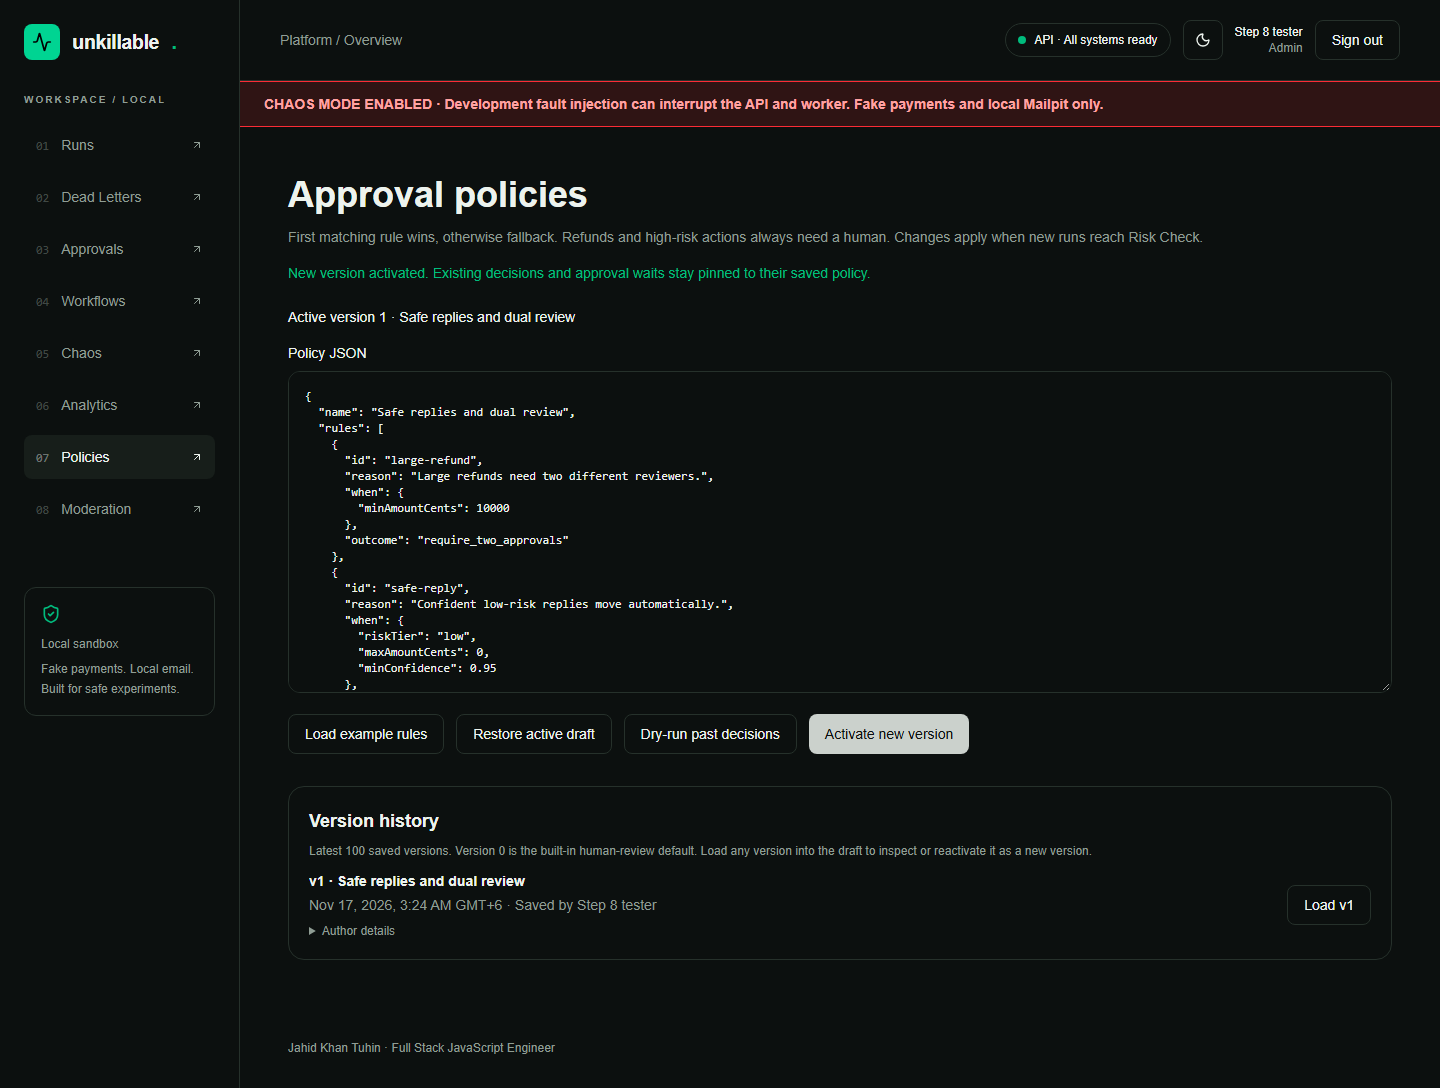 unkillable .
WORKSPACE / LOCAL
01 Runs
02 Dead Letters
03 Approvals
04 Workflows
05 Chaos
06 Analytics
07 Policies
08 Moderation
Local sandbox
Fake payments. Local email.
Built for safe experiments.
Platform / Overview
API · All systems ready
Step 8 tester
Admin
Sign out
CHAOS MODE ENABLED · Development fault injection can interrupt the API and worker. Fake payments and local Mailpit only.
Approval policies
First matching rule wins, otherwise fallback. Refunds and high-risk actions always need a human. Changes apply when new runs reach Risk Check.
New version activated. Existing decisions and approval waits stay pinned to their saved policy.
Active version 1 · Safe replies and dual review
Policy JSON
{
"name": "Safe replies and dual review",
"rules": [
{
"id": "large-refund",
"reason": "Large refunds need two different reviewers.",
"when": {
"minAmountCents": 10000
},
"outcome": "require_two_approvals"
},
{
"id": "safe-reply",
"reason": "Confident low-risk replies move automatically.",
"when": {
"riskTier": "low",
"maxAmountCents": 0,
"minConfidence": 0.95
},
Load example rules
Restore active draft
Dry-run past decisions
Activate new version
Version history
Latest 100 saved versions. Version 0 is the built-in human-review default. Load any version into the draft to inspect or reactivate it as a new version.
v1 · Safe replies and dual review
Nov 17, 2026, 3:24 AM GMT+6 · Saved by Step 8 tester
Author details
Load v1
Jahid Khan Tuhin · Full Stack JavaScript Engineer